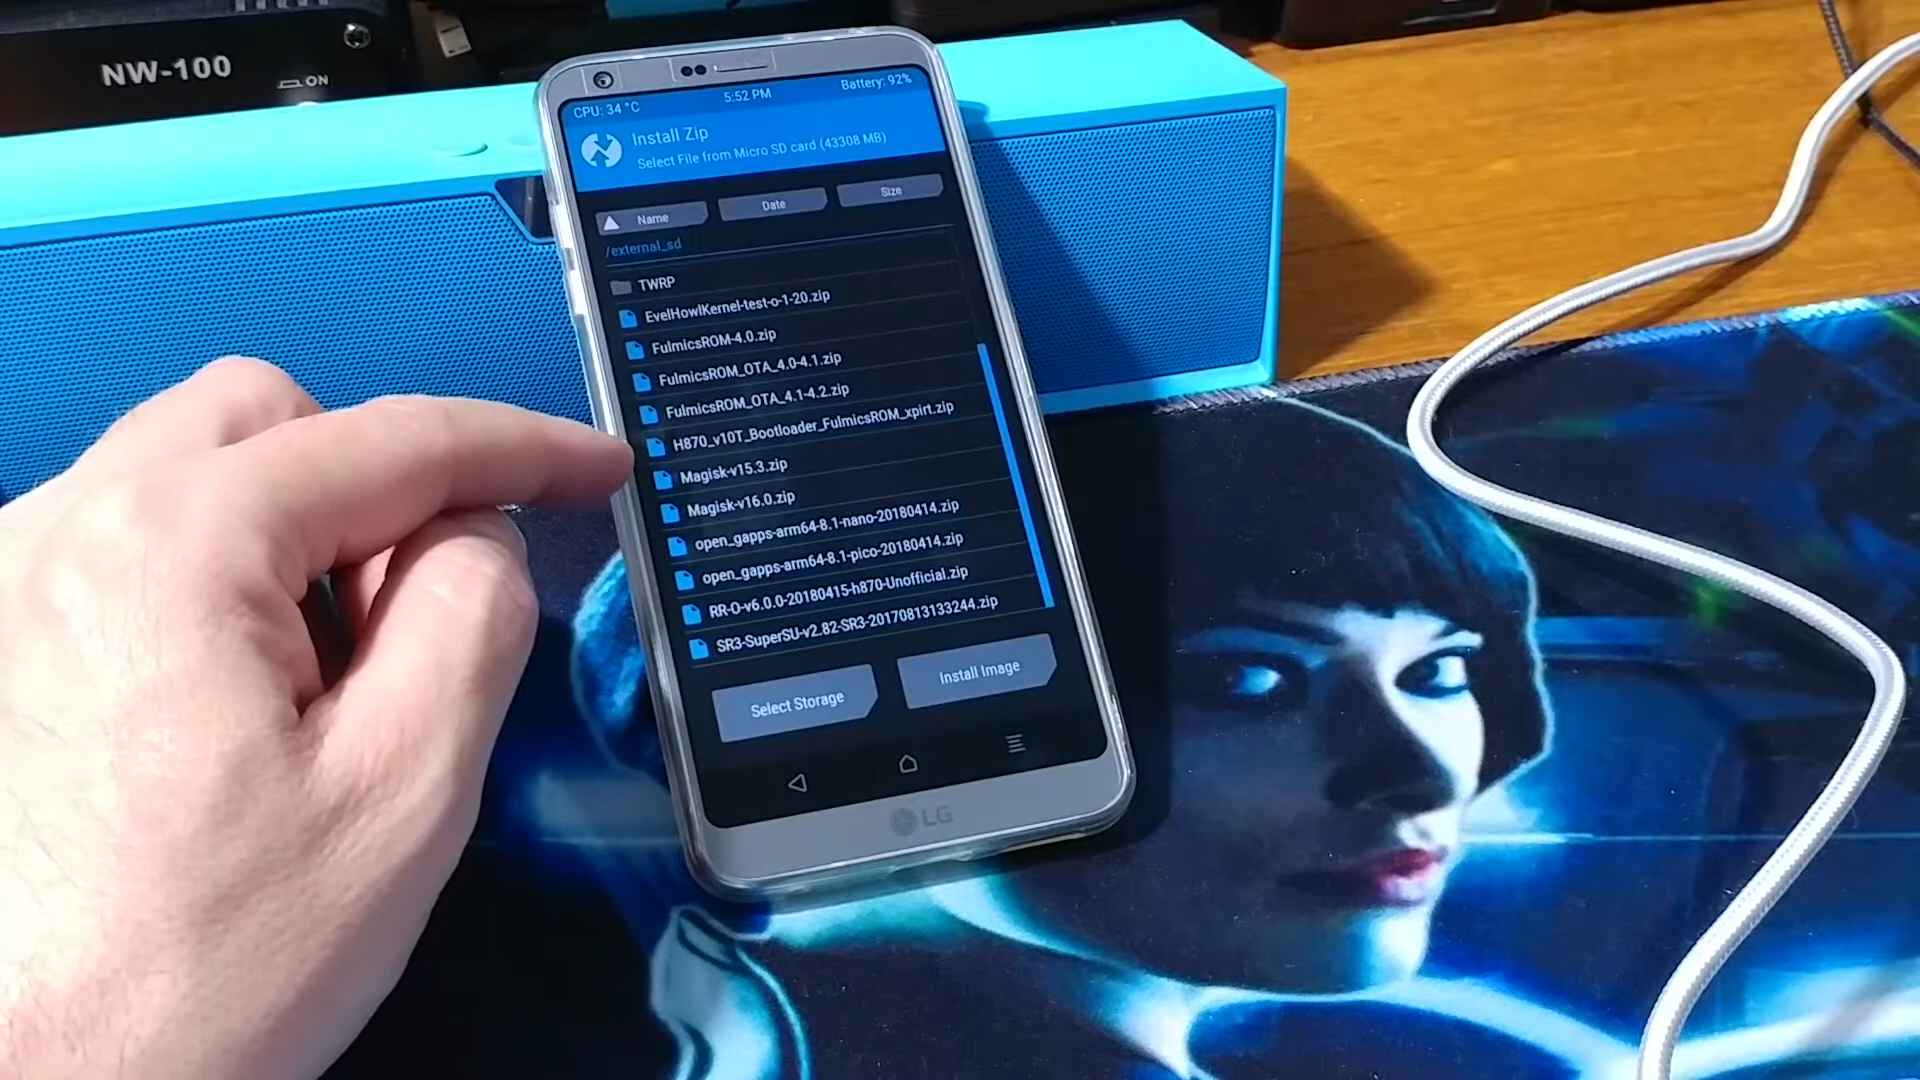 NW-100
ON
CPU: 34 °C
5:52 PM
Battery: 92%
Install Zip
Select File from Micro SD card (43308 MB)
Name
Date
Size
/external_sd
TWRP
EvelHowlKernel-test-o-1-20.zip
FulmicsROM-4.0.zip
FulmicsROM_OTA_4.0-4.1.zip
FulmicsROM_OTA_4.1-4.2.zip
H870_v10T_Bootloader_FulmicsROM_xpirt.zip
Magisk-v15.3.zip
Magisk-v16.0.zip
open_gapps-arm64-8.1-nano-20180414.zip
open_gapps-arm64-8.1-pico-20180414.zip
RR-O-v6.0.0-20180415-h870-Unofficial.zip
SR3-SuperSU-v2.82-SR3-20170813133244.zip
Select Storage
Install Image
LG